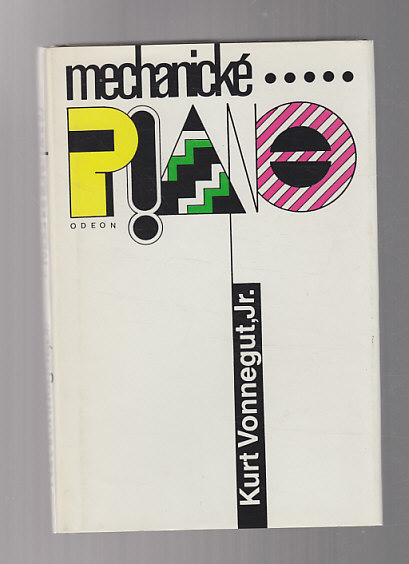 mechanické .....
PIANO
ODEON
Kurt Vonnegut, Jr.